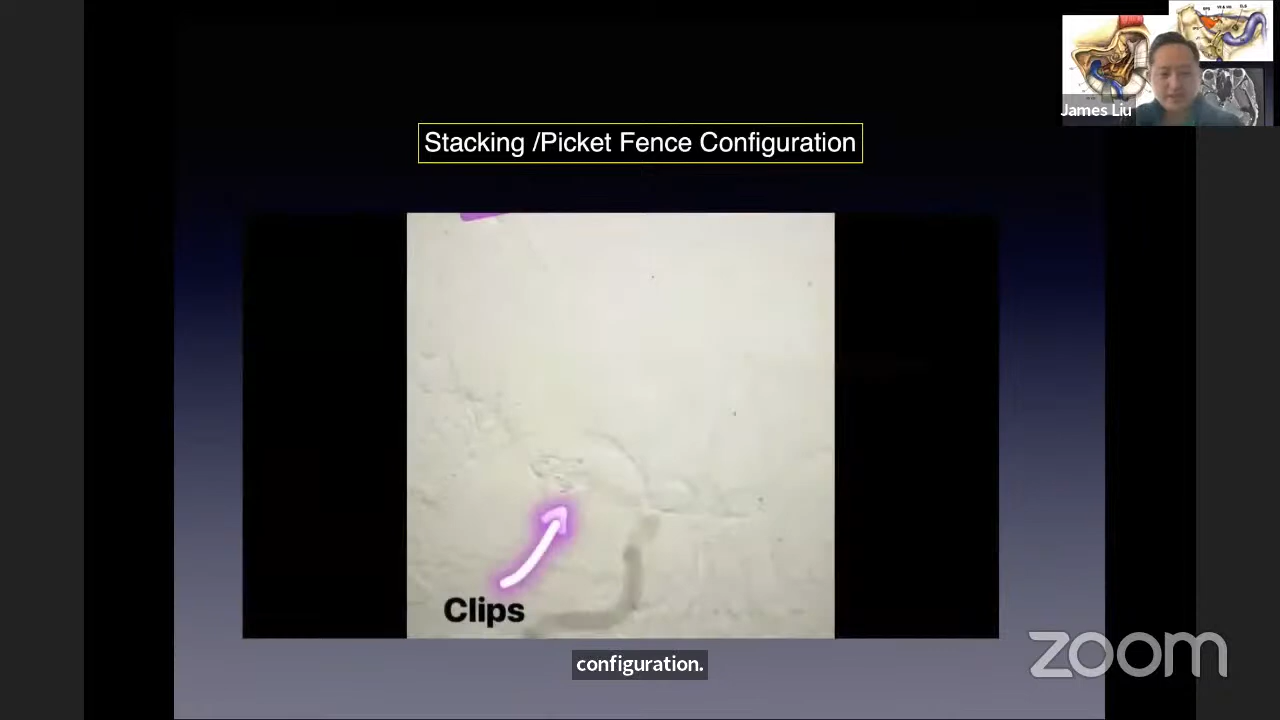 James Liu
Stacking /Picket Fence Configuration
Clips
configuration.
zoom